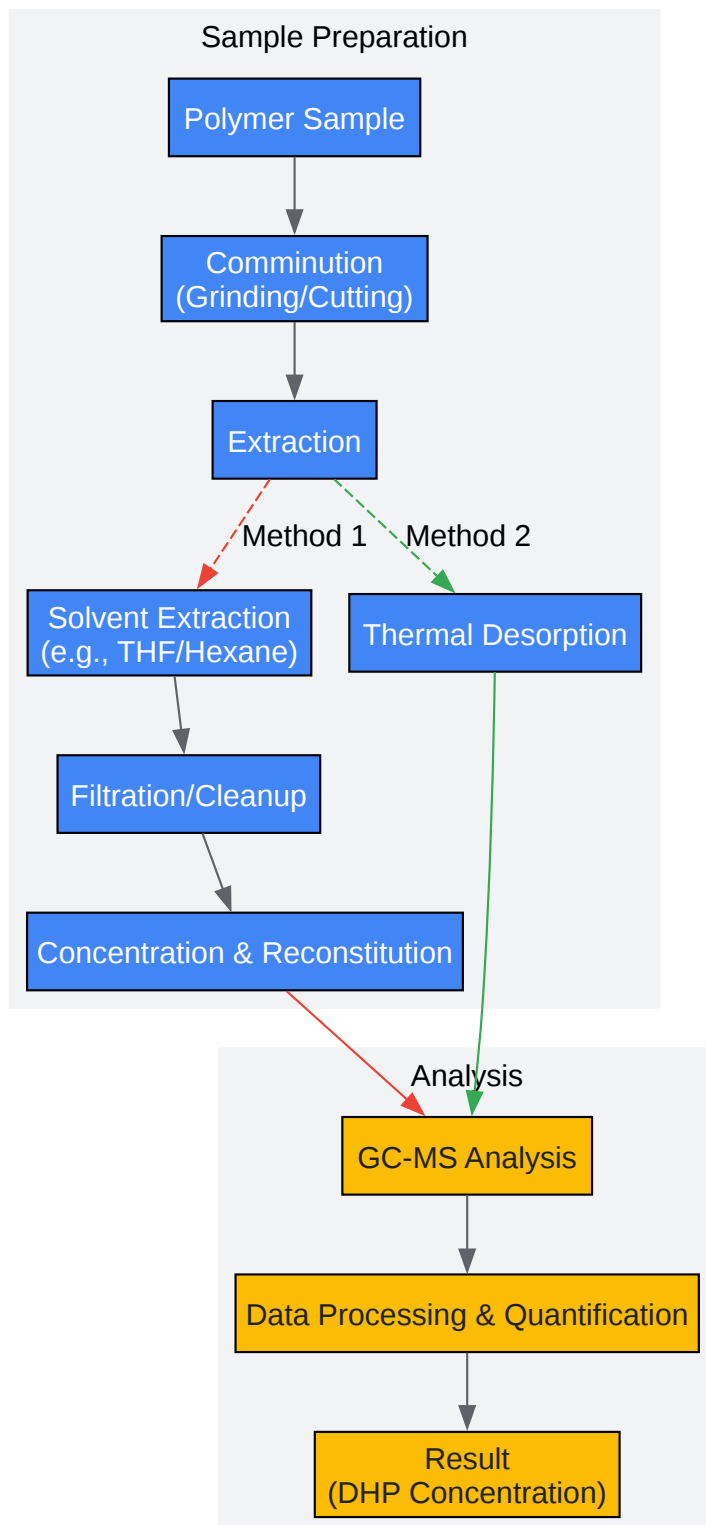 Sample Preparation
Polymer Sample
Comminution
(Grinding/Cutting)
Extraction
Method 1
Method 2
Solvent Extraction
(e.g., THF/Hexane)
Thermal Desorption
Filtration/Cleanup
Concentration & Reconstitution
Analysis
GC-MS Analysis
Data Processing & Quantification
Result
(DHP Concentration)